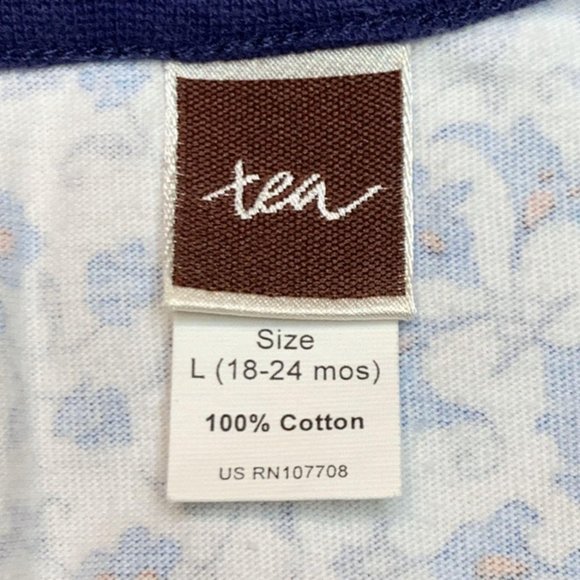 tea
Size
L (18-24 mos)
100% Cotton
US RN107708